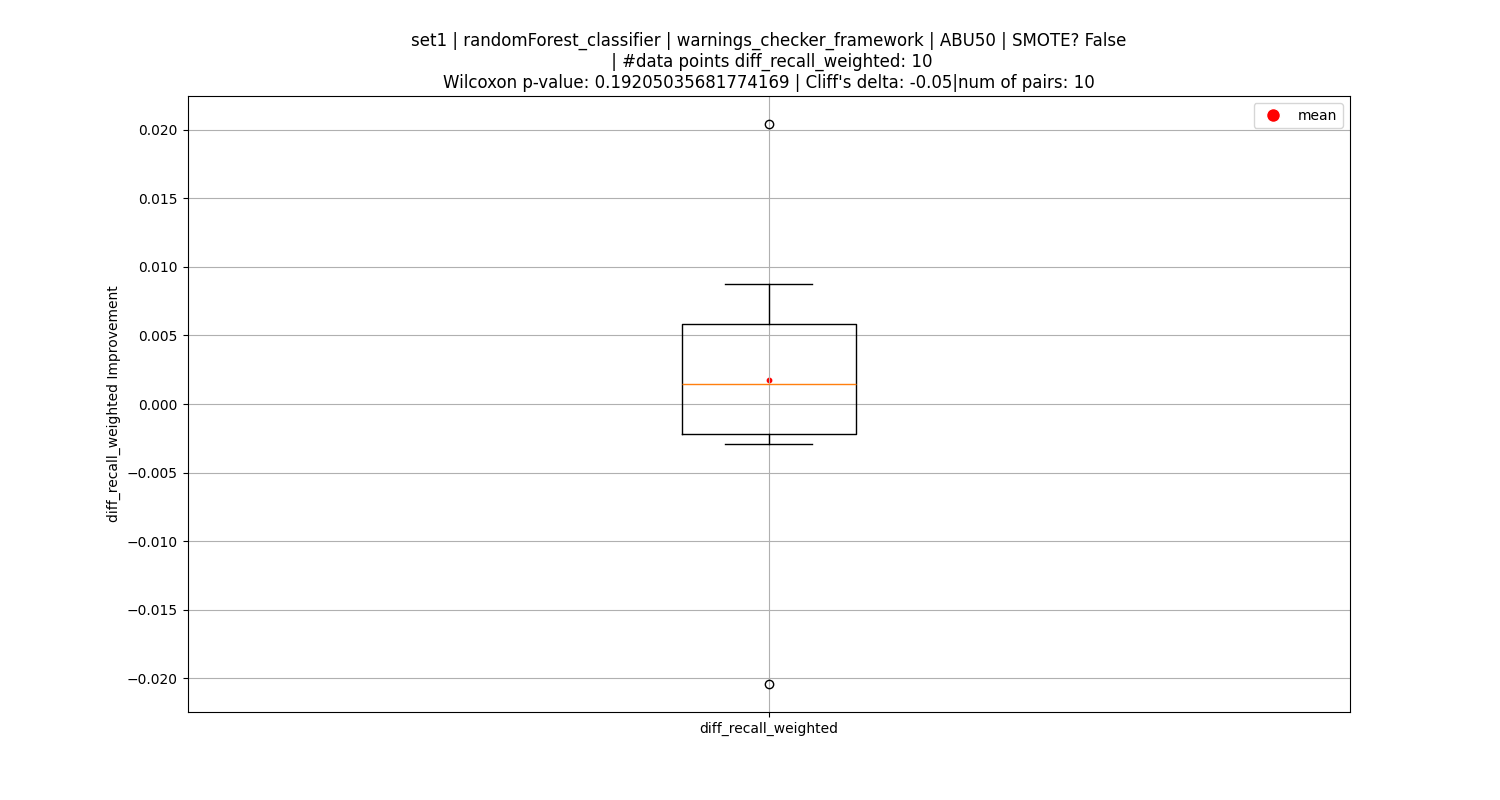 set1 | randomForest_classifier | warnings_checker_framework | ABU50 | SMOTE? False
| #data points diff_recall_weighted: 10
Wilcoxon p-value: 0.19205035681774169 | Cliff's delta: -0.05|num of pairs: 10
mean
0.020
0.015
0.010
0.005
0.000
−0.005
−0.010
−0.015
−0.020
diff_recall_weighted Improvement
diff_recall_weighted